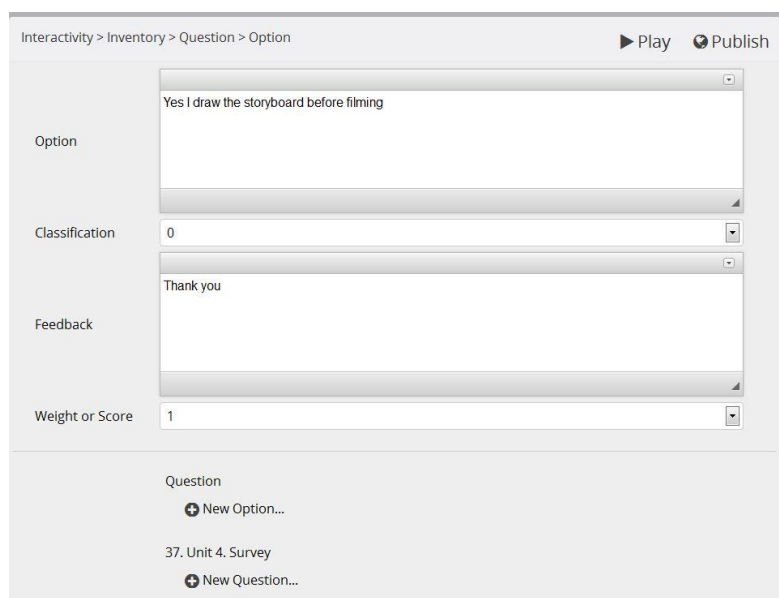 Interactivity > Inventory > Question > Option
Play
Publish
Option
Yes I draw the storyboard before filming
Classification
0
Feedback
Thank you
Weight or Score
1
Question
New Option...
37. Unit 4. Survey
New Question...